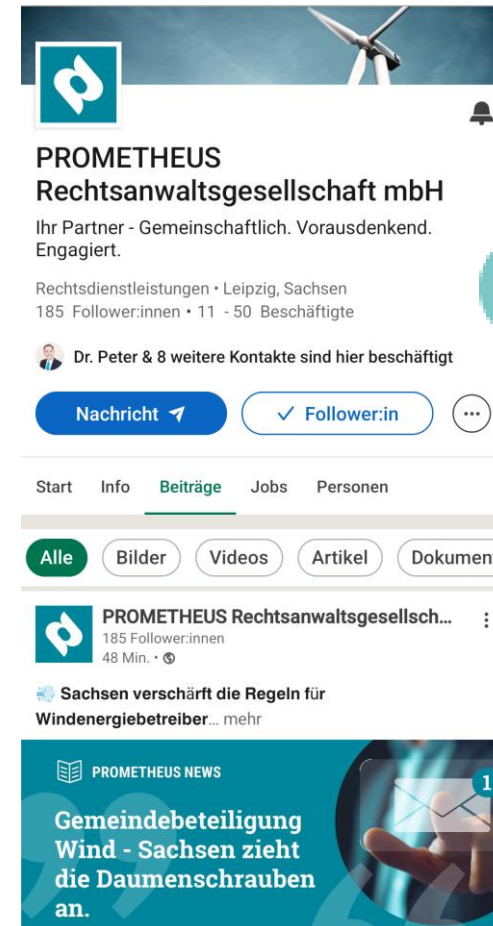 PROMETHEUS
Rechtsanwaltsgesellschaft mbH
Ihr Partner - Gemeinschaftlich. Vorausdenkend.
Engagiert.
Rechtsdienstleistungen • Leipzig, Sachsen
185 Follower:innen • 11 - 50 Beschäftigte
Dr. Peter & 8 weitere Kontakte sind hier beschäftigt
Nachricht
Follower:in
Start Info Beiträge Jobs Personen
Alle Bilder Videos Artikel Dokumen
PROMETHEUS Rechtsanwaltsgesellsch...
185 Follower:innen
48 Min. •
Sachsen verschärft die Regeln für
Windenergiebetreiber... mehr
PROMETHEUS NEWS
1
Gemeindebeteiligung
Wind - Sachsen zieht
die Daumenschrauben
an.